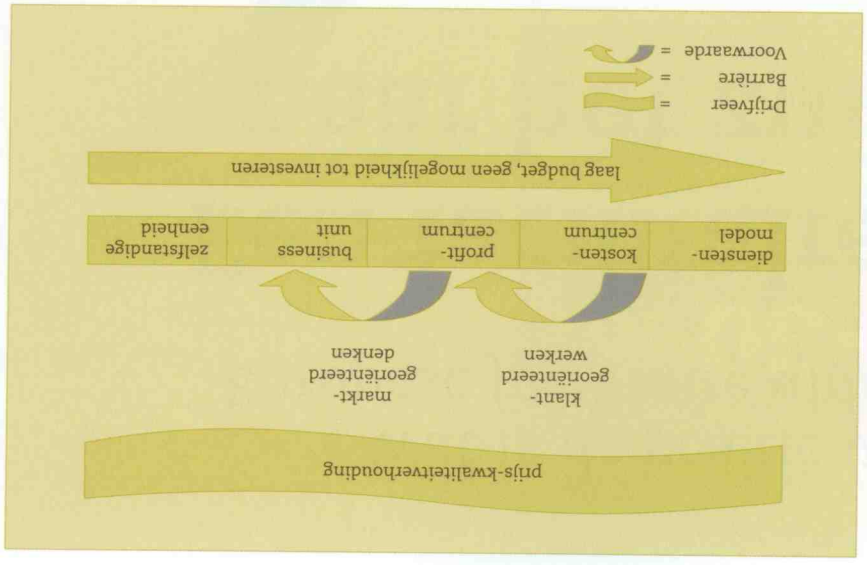 prijs-kwaliteitverhouding
klant-
georiënteerd
werken
markt-
georiënteerd
denken
diensten-
model
kosten-
centrum
profit-
centrum
business
unit
zelfstandige
eenheid
laag budget, geen mogelijkheid tot investeren
Drijfveer =
Barrière =
Voorwaarde =